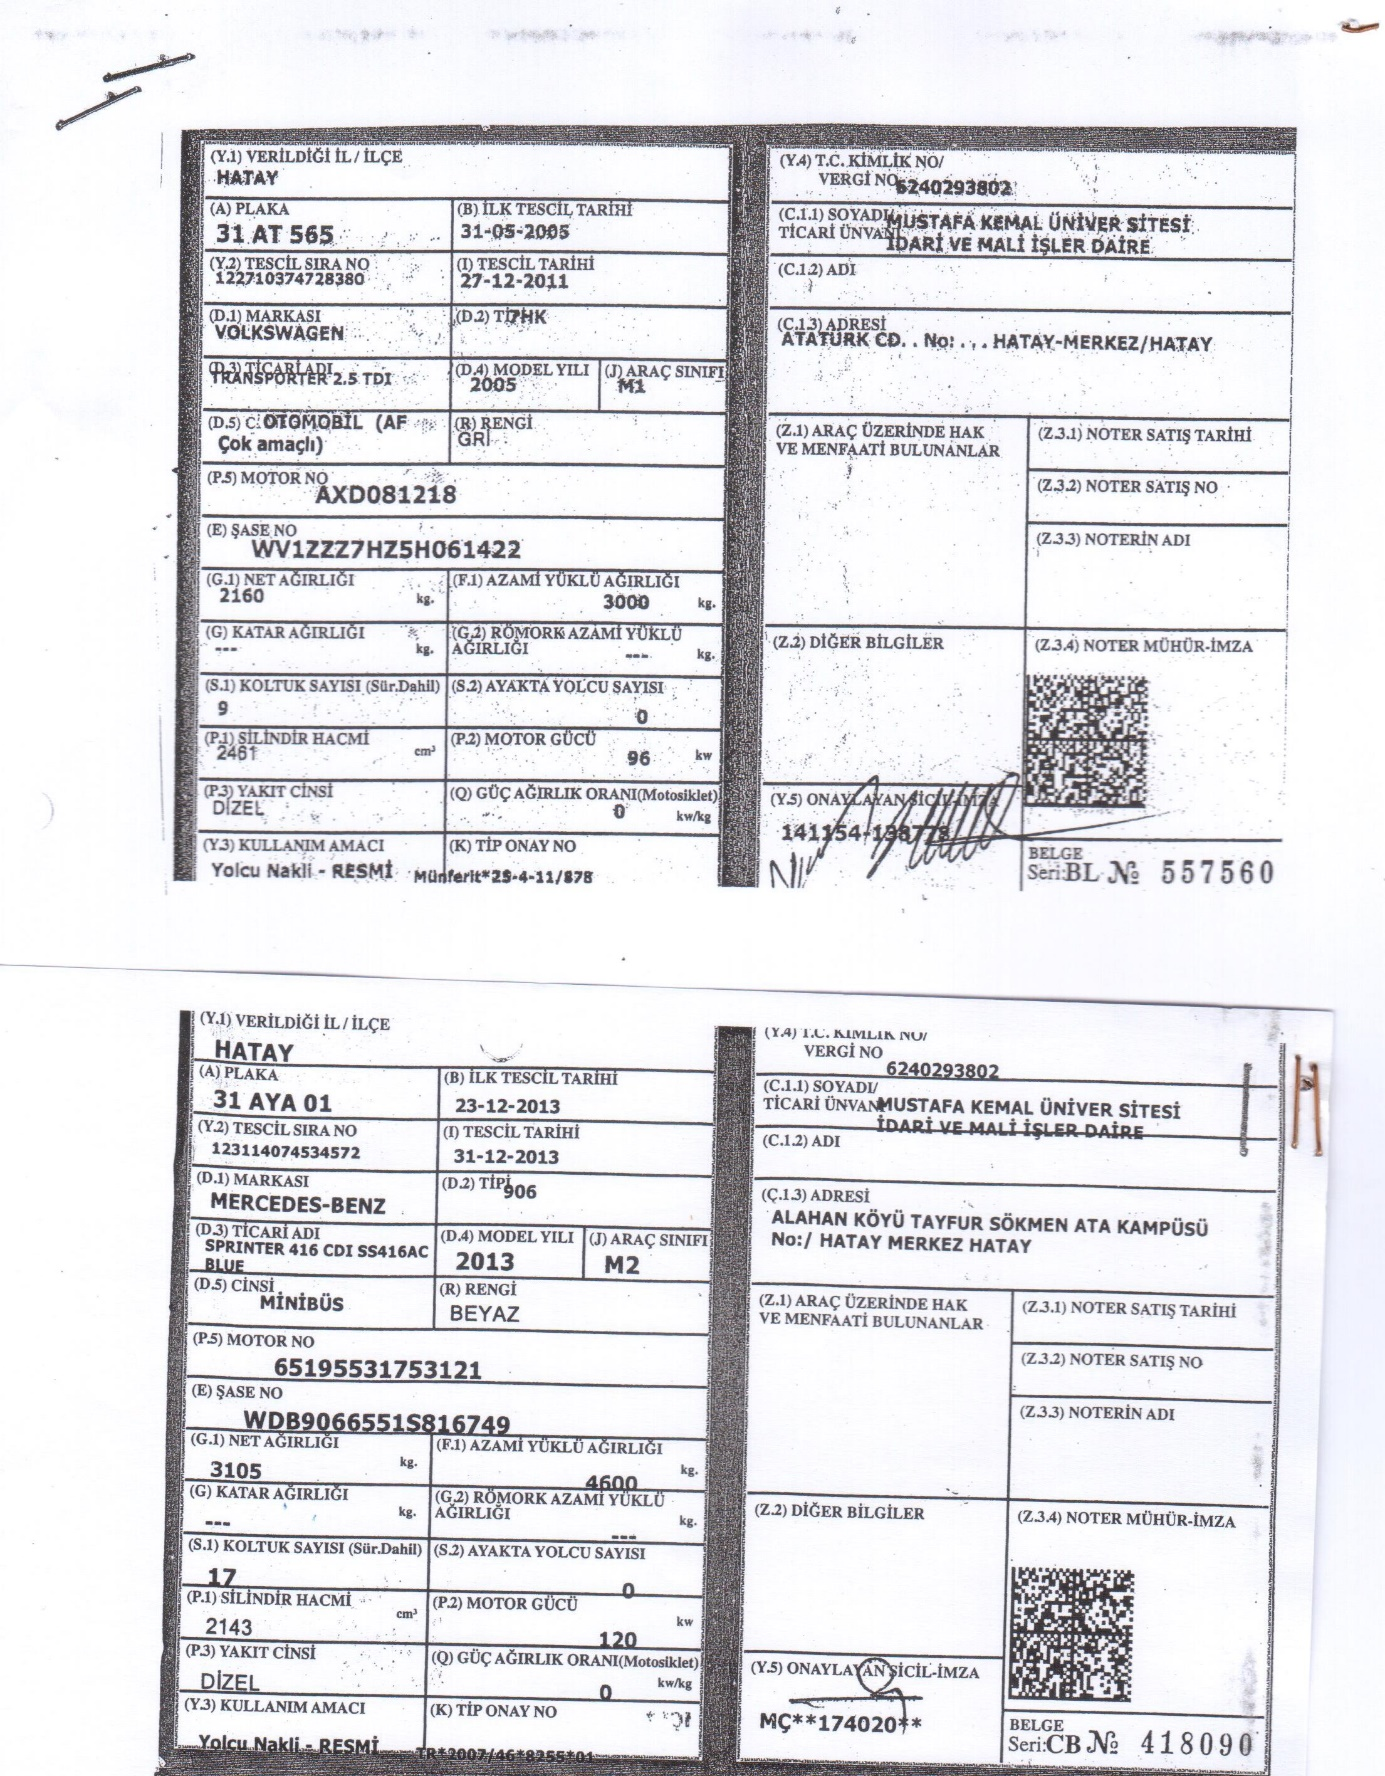 (Y.1) VERİLDİĞİ İL / İLÇE
HATAY
(A) PLAKA
31 AT 565
(B) İLK TESCİL TARİHİ
31-05-2005
(Y.2) TESCİL SIRA NO
122710374728380
(I) TESCİL TARİHİ
27-12-2011
(D.1) MARKASI
VOLKSWAGEN
(D.2) Tİ7HK
(D.3) TİCARİ ADI
TRANSPORTER 2.5 TDI
(D.4) MODEL YILI
2005
(J) ARAÇ SINIFI
M1
(D.5) C OTOMOBİL (AF
Çok amaçlı)
(R) RENGİ
GRİ
(P.5) MOTOR NO
AXD081218
(E) ŞASE NO
WV1ZZZ7HZ5H061422
(G.1) NET AĞIRLIĞI
2160 kg.
(F.1) AZAMİ YÜKLÜ AĞIRLIĞI
3000 kg.
(G) KATAR AĞIRLIĞI
--- kg.
(G.2) RÖMORK AZAMİ YÜKLÜ
AĞIRLIĞI --- kg.
(S.1) KOLTUK SAYISI (Sür.Dahil)
9
(S.2) AYAKTA YOLCU SAYISI
0
(P.1) SİLİNDİR HACMİ
2461 cm³
(P.2) MOTOR GÜCÜ
96 kw
(P.3) YAKIT CİNSİ
DİZEL
(Q) GÜÇ AĞIRLIK ORANI(Motosiklet)
0 kw/kg
(Y.3) KULLANIM AMACI
Yolcu Nakli - RESMİ
(K) TİP ONAY NO
Münferit*25-4-11/878
(Y.4) T.C. KİMLİK NO/
VERGİ NO 6240293802
(C.1.1) SOYADI/ MUSTAFA KEMAL ÜNİVER SİTESİ
TİCARİ ÜNVANI İDARİ VE MALİ İŞLER DAİRE
(C.1.2) ADI
(C.1.3) ADRESİ
ATATÜRK CD. . No: . . . HATAY-MERKEZ/HATAY
(Z.1) ARAÇ ÜZERİNDE HAK
VE MENFAATİ BULUNANLAR
(Z.3.1) NOTER SATIŞ TARİHİ
(Z.3.2) NOTER SATIŞ NO
(Z.3.3) NOTERİN ADI
(Z.2) DİĞER BİLGİLER
(Z.3.4) NOTER MÜHÜR-İMZA
(Y.5) ONAYLAYAN SİCİL-İMZA
141154-138778
BELGE
Seri:BL № 557560
(Y.1) VERİLDİĞİ İL / İLÇE
HATAY
(A) PLAKA
31 AYA 01
(B) İLK TESCİL TARİHİ
23-12-2013
(Y.2) TESCİL SIRA NO
123114074534572
(I) TESCİL TARİHİ
31-12-2013
(D.1) MARKASI
MERCEDES-BENZ
(D.2) TİPİ
906
(D.3) TİCARİ ADI
SPRINTER 416 CDI SS416AC
BLUE
(D.4) MODEL YILI
2013
(J) ARAÇ SINIFI
M2
(D.5) CİNSİ
MİNİBÜS
(R) RENGİ
BEYAZ
(P.5) MOTOR NO
65195531753121
(E) ŞASE NO
WDB9066551S816749
(G.1) NET AĞIRLIĞI
3105 kg.
(F.1) AZAMİ YÜKLÜ AĞIRLIĞI
4600 kg.
(G) KATAR AĞIRLIĞI
--- kg.
(G.2) RÖMORK AZAMİ YÜKLÜ
AĞIRLIĞI --- kg.
(S.1) KOLTUK SAYISI (Sür.Dahil)
17
(S.2) AYAKTA YOLCU SAYISI
0
(P.1) SİLİNDİR HACMİ
2143 cm³
(P.2) MOTOR GÜCÜ
120 kw
(P.3) YAKIT CİNSİ
DİZEL
(Q) GÜÇ AĞIRLIK ORANI(Motosiklet)
0 kw/kg
(Y.3) KULLANIM AMACI
Yolcu Nakli - RESMİ
(K) TİP ONAY NO
TR*2007/46*8255*01
(Y.4) T.C. KİMLİK NO/
VERGİ NO
6240293802
(C.1.1) SOYADI/
TİCARİ ÜNVANI MUSTAFA KEMAL ÜNİVER SİTESİ
İDARİ VE MALİ İŞLER DAİRE
(C.1.2) ADI
(Ç.1.3) ADRESİ
ALAHAN KÖYÜ TAYFUR SÖKMEN ATA KAMPÜSÜ
No:/ HATAY MERKEZ HATAY
(Z.1) ARAÇ ÜZERİNDE HAK
VE MENFAATİ BULUNANLAR
(Z.3.1) NOTER SATIŞ TARİHİ
(Z.3.2) NOTER SATIŞ NO
(Z.3.3) NOTERİN ADI
(Z.2) DİĞER BİLGİLER
(Z.3.4) NOTER MÜHÜR-İMZA
(Y.5) ONAYLAYAN SİCİL-İMZA
MÇ**174020**
BELGE
Seri:CB № 418090